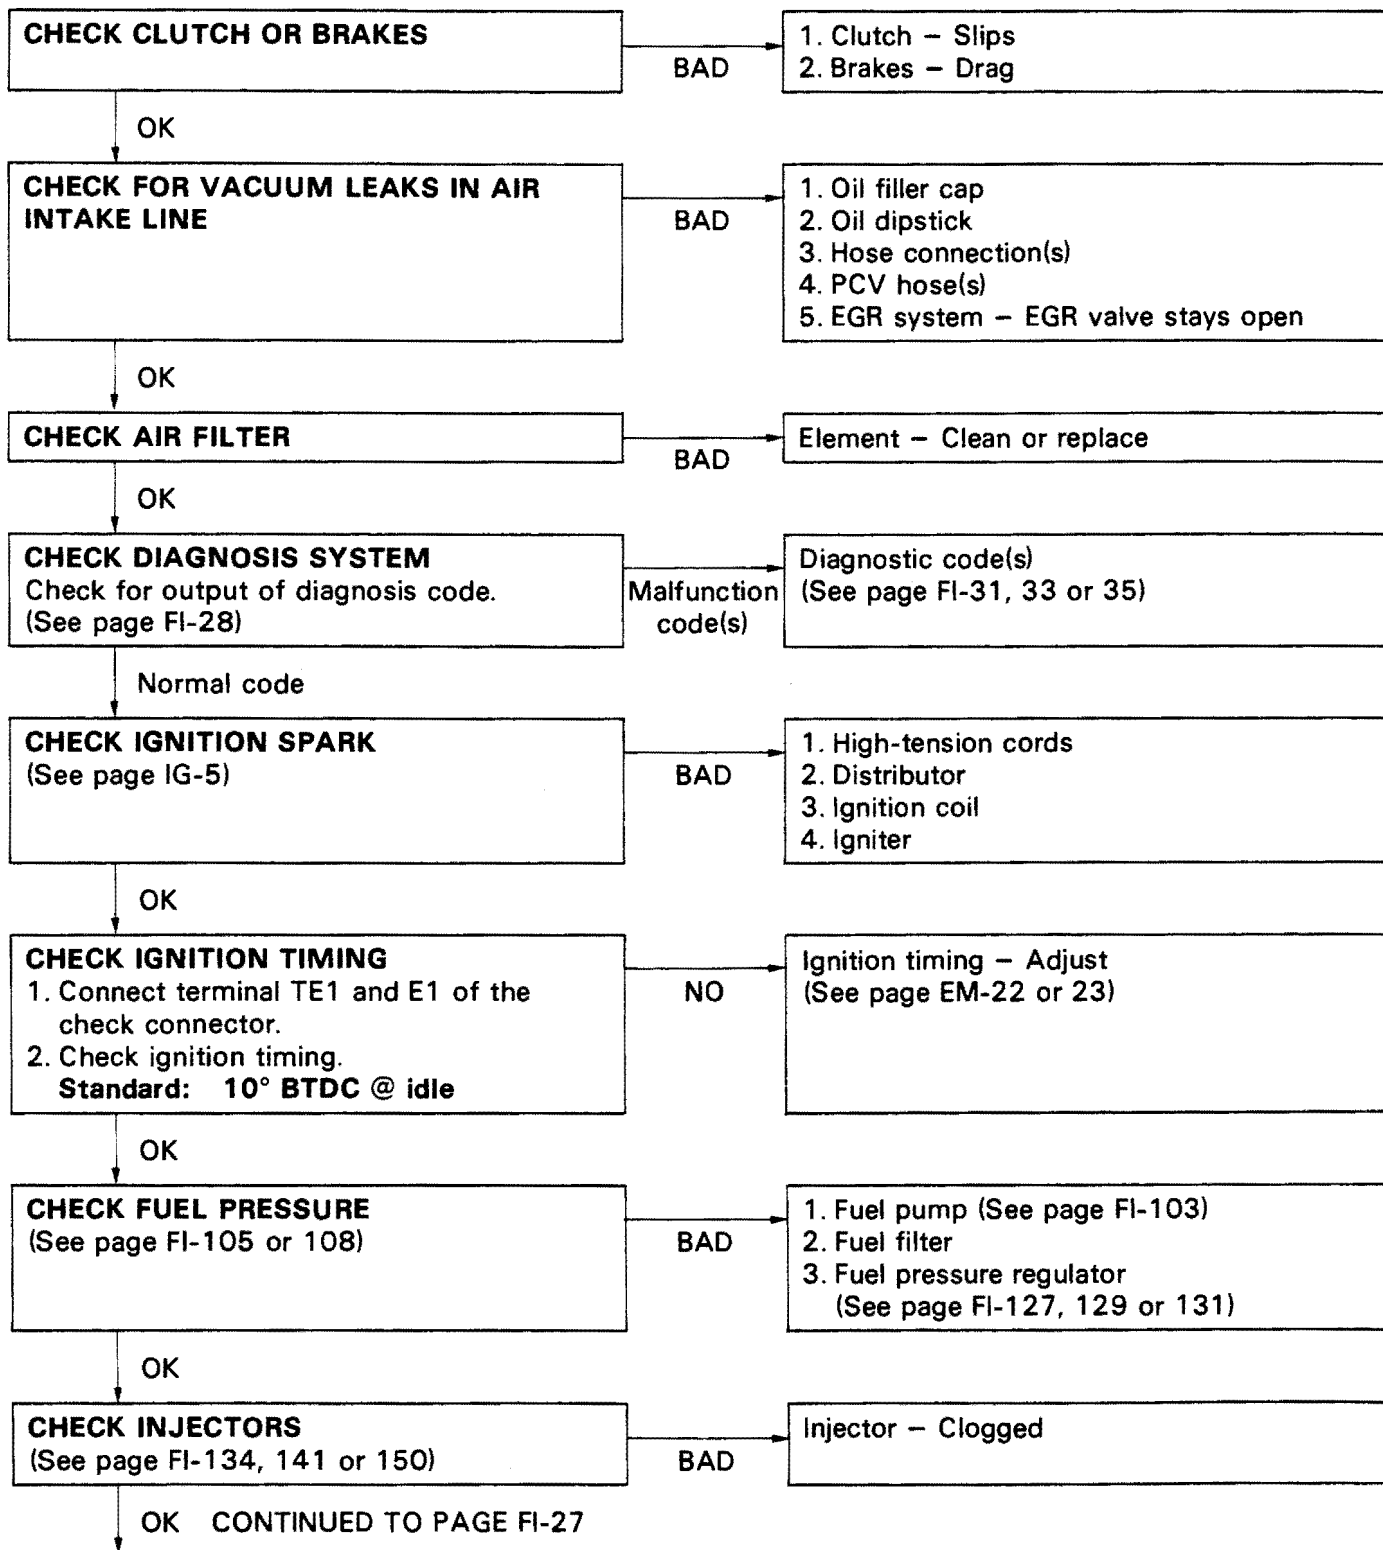 CHECK CLUTCH OR BRAKES
BAD
1. Clutch – Slips
2. Brakes – Drag
OK
CHECK FOR VACUUM LEAKS IN AIR
INTAKE LINE
BAD
1. Oil filler cap
2. Oil dipstick
3. Hose connection(s)
4. PCV hose(s)
5. EGR system – EGR valve stays open
OK
CHECK AIR FILTER
BAD
Element – Clean or replace
OK
CHECK DIAGNOSIS SYSTEM
Check for output of diagnosis code.
(See page FI-28)
Malfunction
code(s)
Diagnostic code(s)
(See page FI-31, 33 or 35)
Normal code
CHECK IGNITION SPARK
(See page IG-5)
BAD
1. High-tension cords
2. Distributor
3. Ignition coil
4. Igniter
OK
CHECK IGNITION TIMING
1. Connect terminal TE1 and E1 of the
check connector.
2. Check ignition timing.
Standard: 10° BTDC @ idle
NO
Ignition timing – Adjust
(See page EM-22 or 23)
OK
CHECK FUEL PRESSURE
(See page FI-105 or 108)
BAD
1. Fuel pump (See page FI-103)
2. Fuel filter
3. Fuel pressure regulator
(See page FI-127, 129 or 131)
OK
CHECK INJECTORS
(See page FI-134, 141 or 150)
BAD
Injector – Clogged
OK CONTINUED TO PAGE FI-27